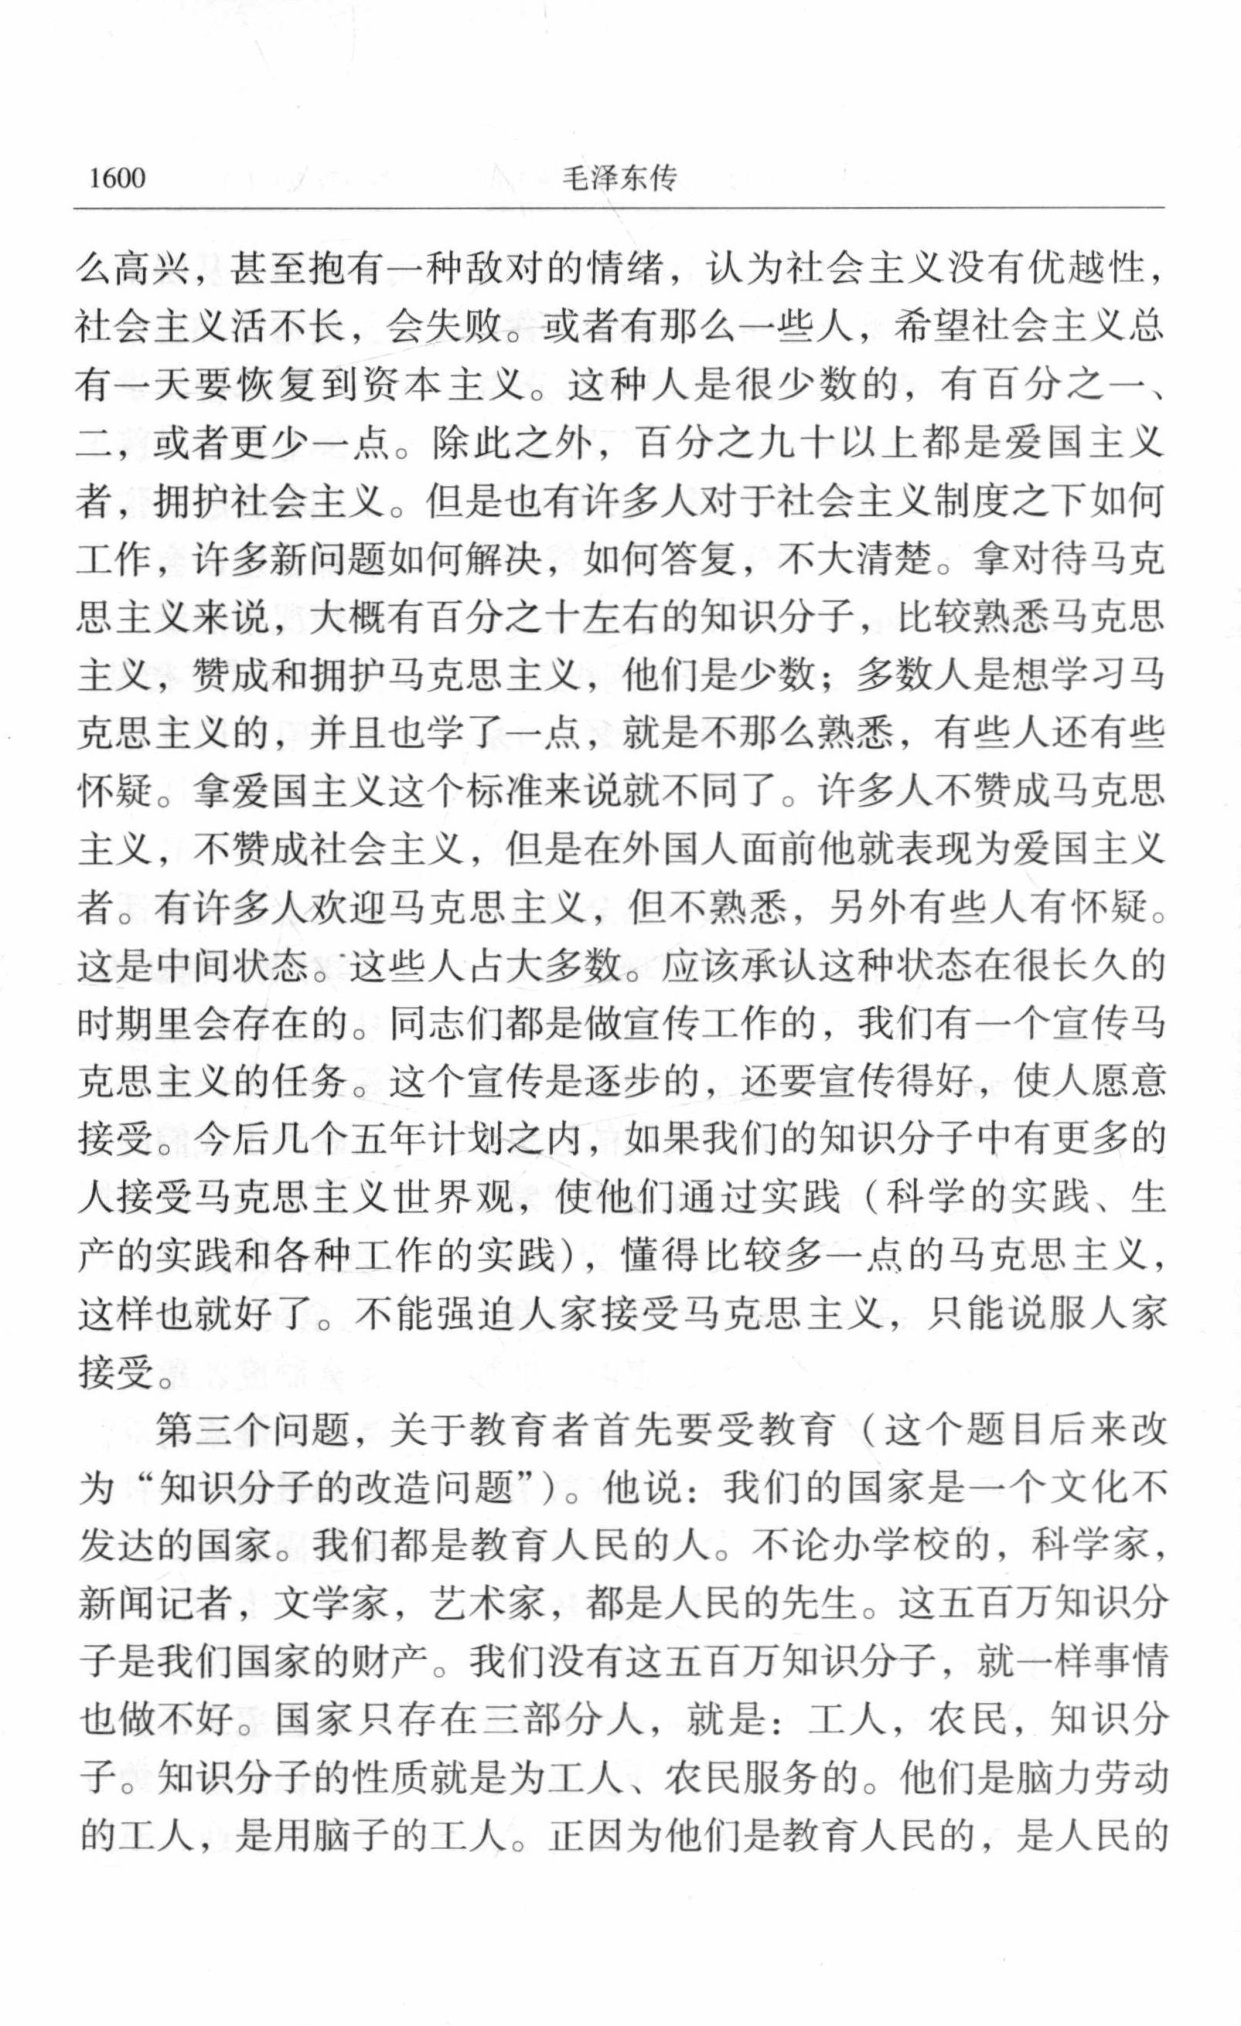 1600
毛泽东传
么高兴，甚至抱有一种敌对的情绪，认为社会主义没有优越性，
社会主义活不长，会失败。或者有那么一些人，希望社会主义总
有一天要恢复到资本主义。这种人是很少数的，有百分之一、
二，或者更少一点。除此之外，百分之九十以上都是爱国主义
者，拥护社会主义。但是也有许多人对于社会主义制度之下如何
工作，许多新问题如何解决，如何答复，不大清楚。拿对待马克
思主义来说，大概有百分之十左右的知识分子，比较熟悉马克思
主义，赞成和拥护马克思主义，他们是少数；多数人是想学习马
克思主义的，并且也学了一点，就是不那么熟悉，有些人还有些
怀疑。拿爱国主义这个标准来说就不同了。许多人不赞成马克思
主义，不赞成社会主义，但是在外国人面前他就表现为爱国主义
者。有许多人欢迎马克思主义，但不熟悉，另外有些人有怀疑。
这是中间状态。这些人占大多数。应该承认这种状态在很长久的
时期里会存在的。同志们都是做宣传工作的，我们有一个宣传马
克思主义的任务。这个宣传是逐步的，还要宣传得好，使人愿意
接受。今后几个五年计划之内，如果我们的知识分子中有更多的
人接受马克思主义世界观，使他们通过实践（科学的实践、生
产的实践和各种工作的实践），懂得比较多一点的马克思主义，
这样也就好了。不能强迫人家接受马克思主义，只能说服人家
接受。
第三个问题，关于教育者首先要受教育（这个题目后来改
为“知识分子的改造问题”）。他说：我们的国家是一个文化不
发达的国家。我们都是教育人民的人。不论办学校的，科学家，
新闻记者，文学家，艺术家，都是人民的先生。这五百万知识分
子是我们国家的财产。我们没有这五百万知识分子，就一样事情
也做不好。国家只存在三部分人，就是：工人，农民，知识分
子。知识分子的性质就是为工人、农民服务的。他们是脑力劳动
的工人，是用脑子的工人。正因为他们是教育人民的，是人民的